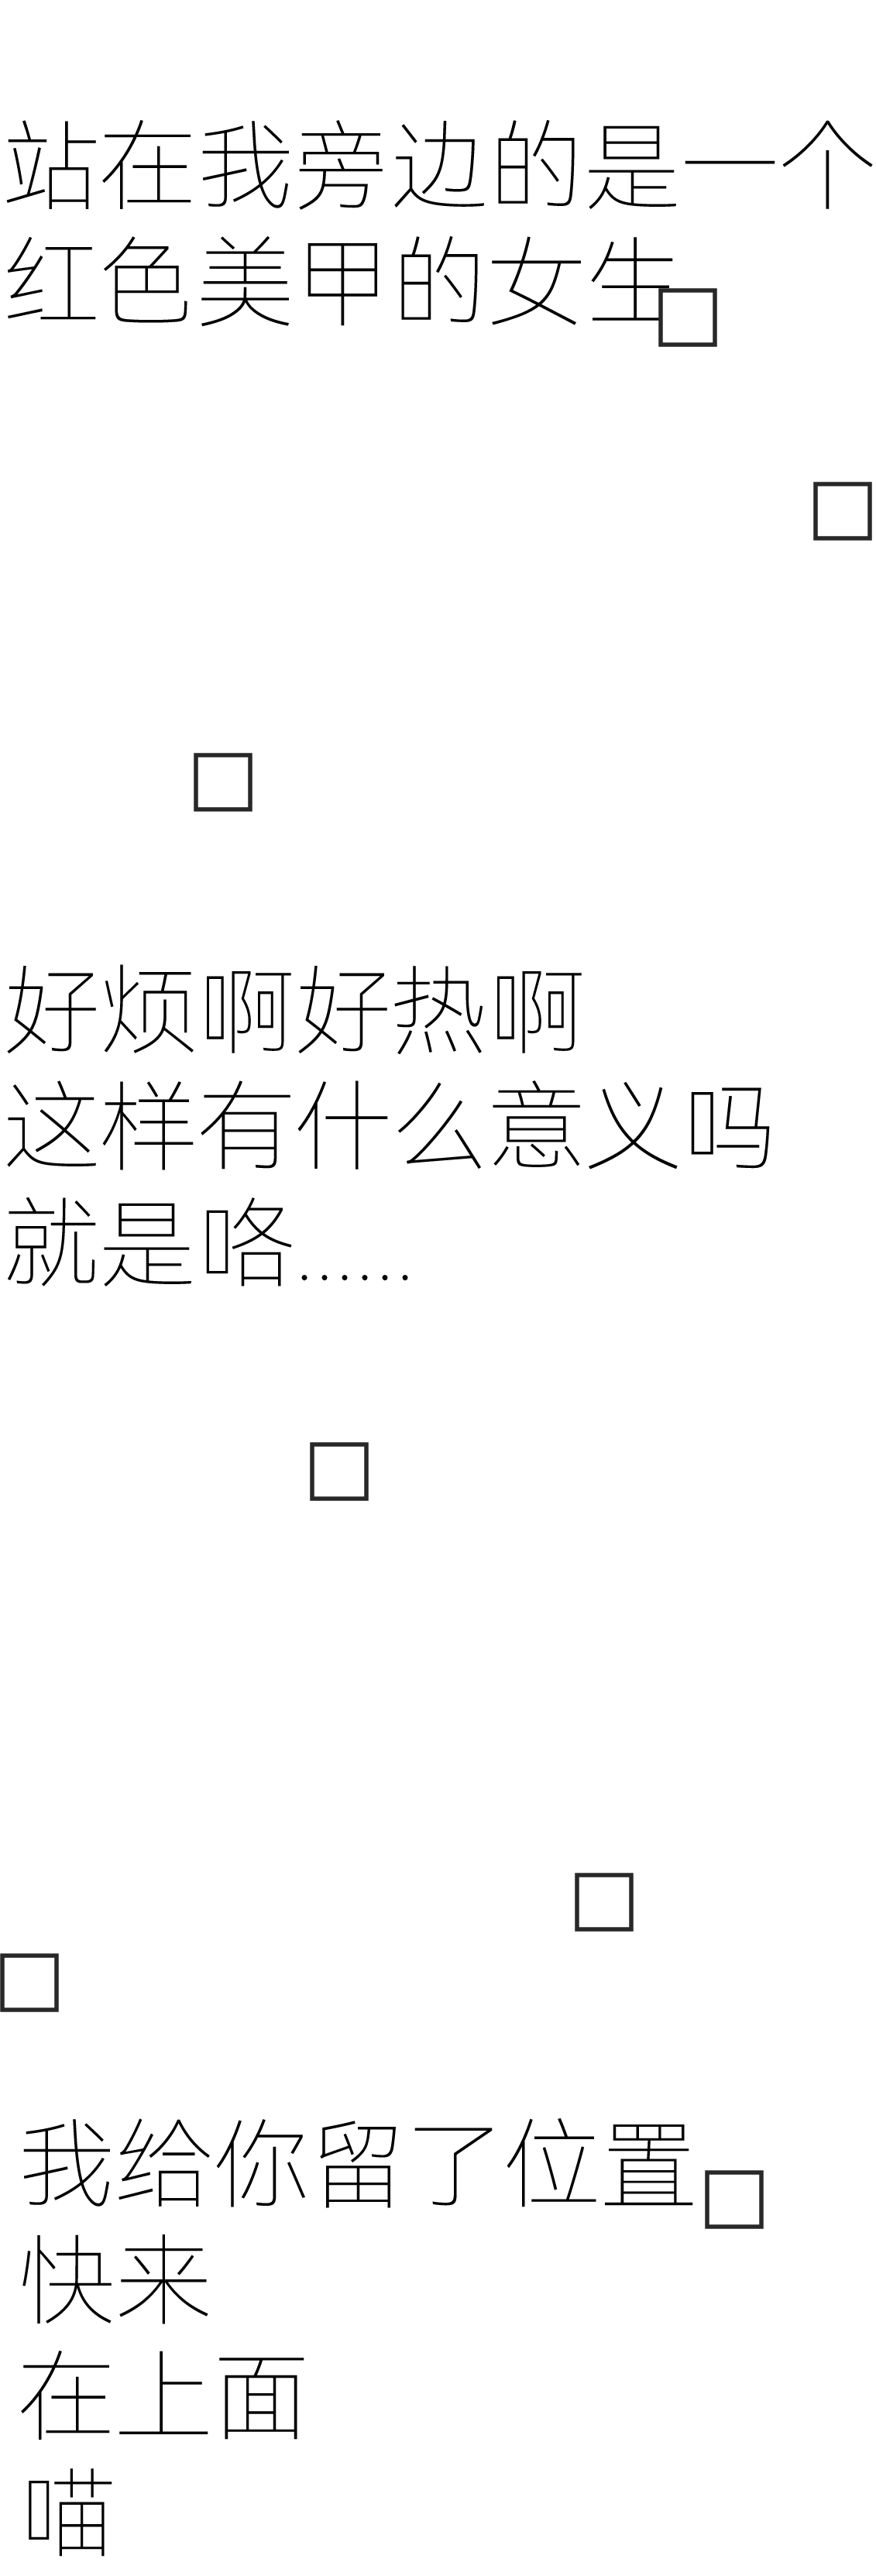 站在我旁边的是一个
红色美甲的女生
好烦啊好热啊
这样有什么意义吗
就是咯……
我给你留了位置
快来
在上面
喵